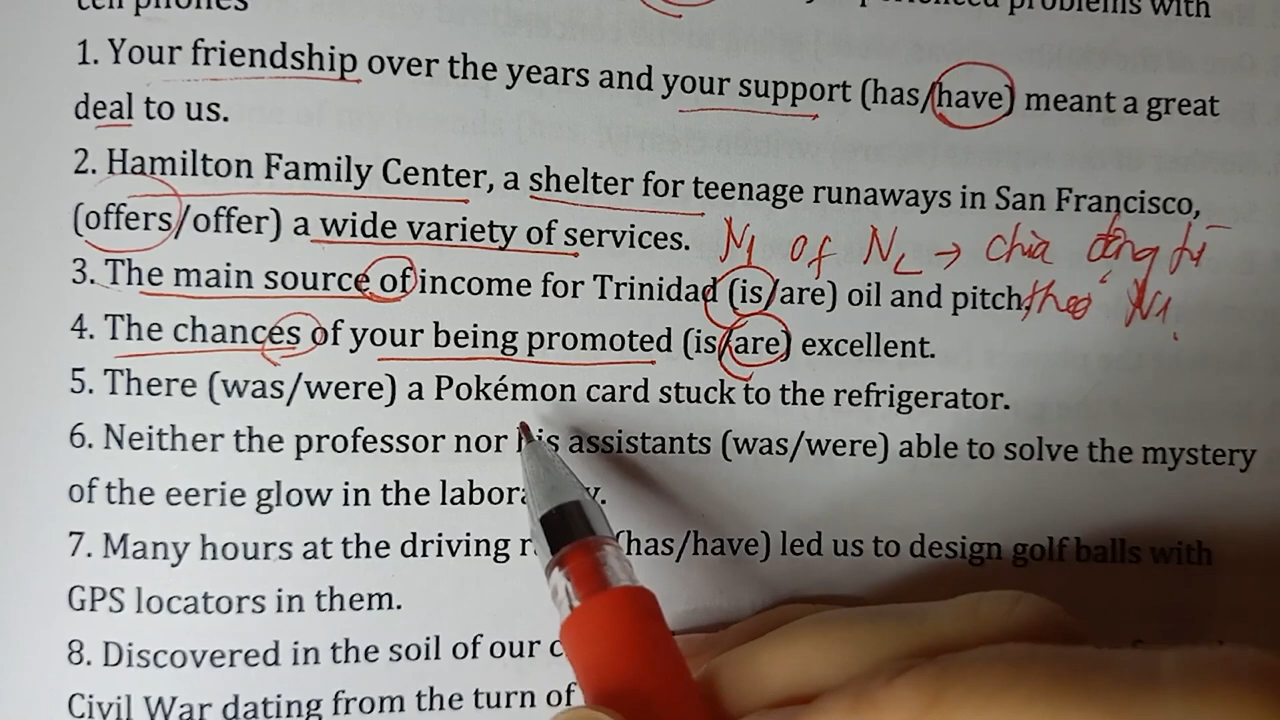 cell phones problems with
1. Your friendship over the years and your support (has/have) meant a great
deal to us.
2. Hamilton Family Center, a shelter for teenage runaways in San Francisco,
(offers/offer) a wide variety of services. N1 of N2 → chia động từ
3. The main source of income for Trinidad (is/are) oil and pitch. theo N1.
4. The chances of your being promoted (is/are) excellent.
5. There (was/were) a Pokémon card stuck to the refrigerator.
6. Neither the professor nor his assistants (was/were) able to solve the mystery
of the eerie glow in the
7. Many hours at the driving (has/have) led us to design golf balls with
GPS locators in them.
8. Discovered in the soil of our
Civil War dating from the turn of